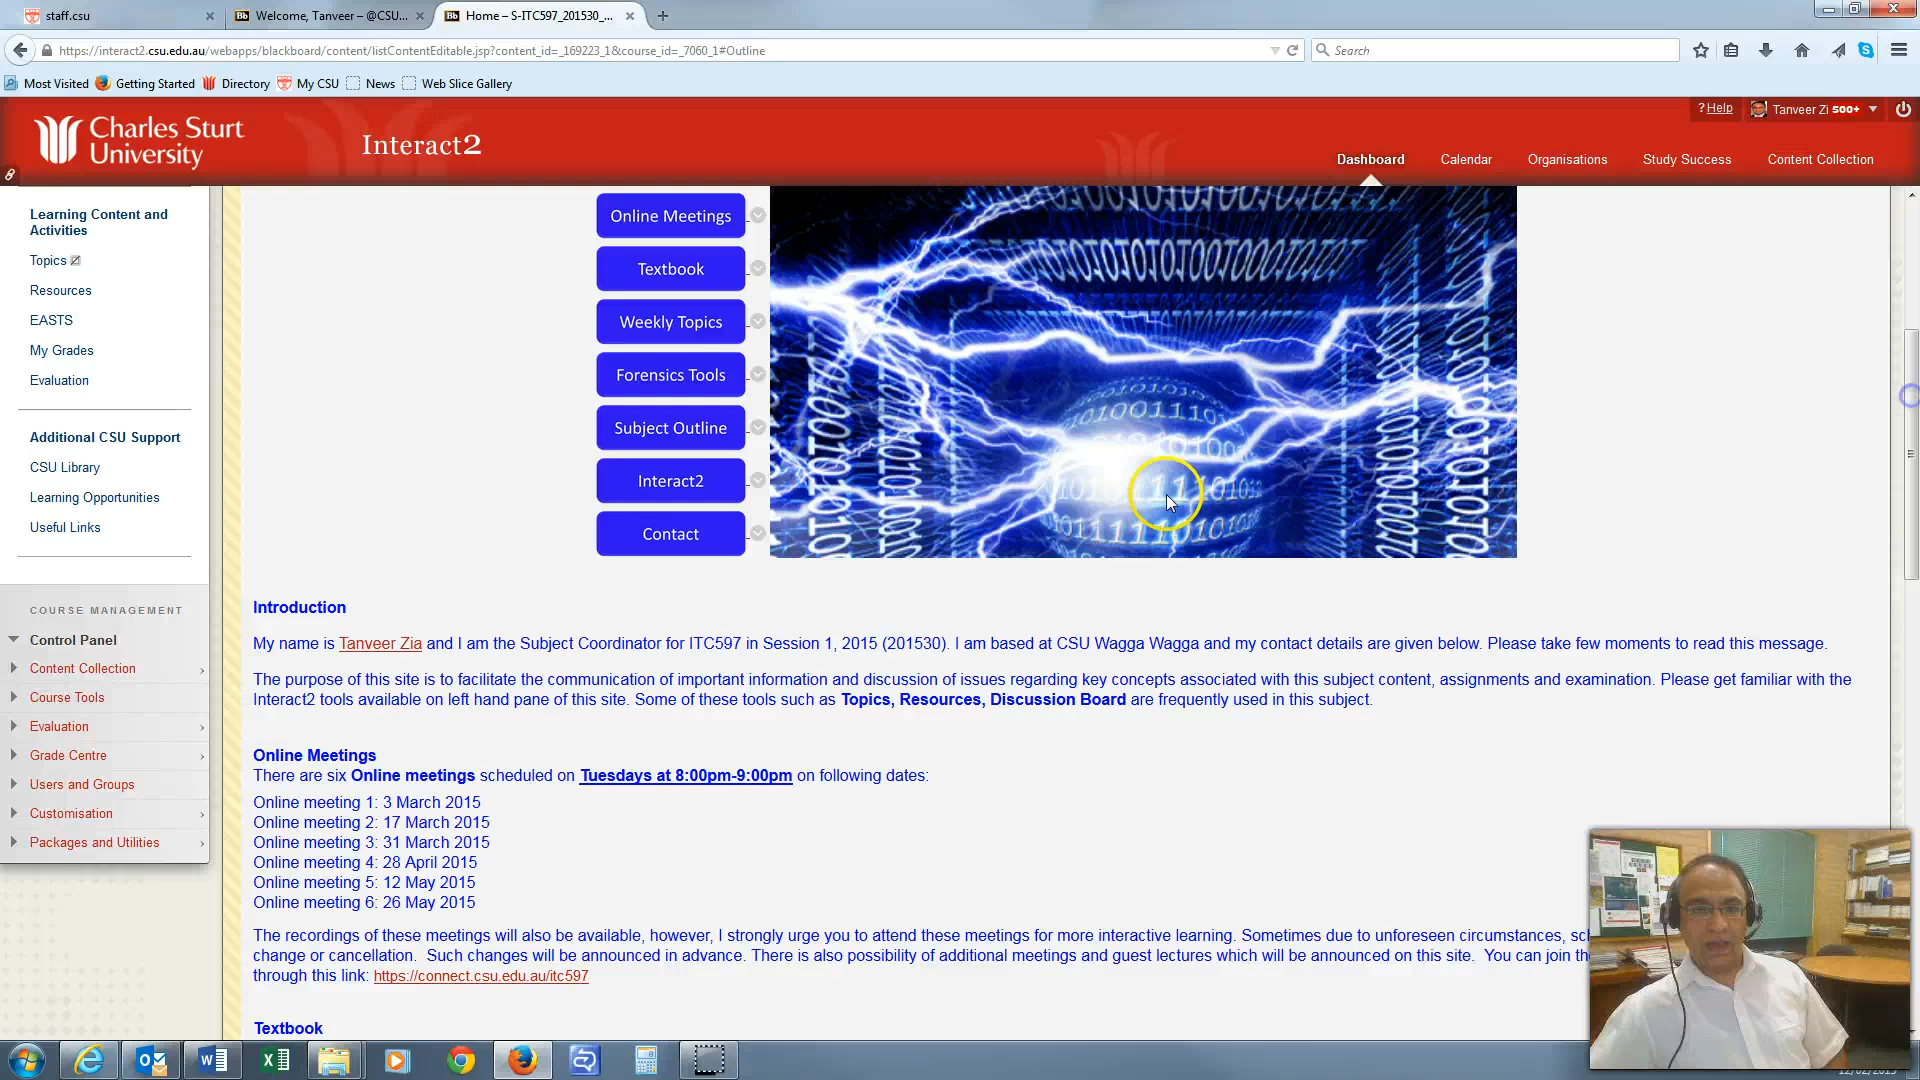 staff.csu
Welcome, Tanveer – @CSU...
Home – S-ITC597_201530_...
https://interact2.csu.edu.au/webapps/blackboard/content/listContentEditable.jsp?content_id=_169223_1&course_id=_7060_1#Outline
Search
Most Visited Getting Started Directory My CSU News Web Slice Gallery
Charles Sturt
University
Interact2
?Help
Tanveer Zi 500+
Dashboard Calendar Organisations Study Success Content Collection
Learning Content and
Activities
Topics
Resources
EASTS
My Grades
Evaluation
Additional CSU Support
CSU Library
Learning Opportunities
Useful Links
COURSE MANAGEMENT
Control Panel
Content Collection
Course Tools
Evaluation
Grade Centre
Users and Groups
Customisation
Packages and Utilities
Online Meetings
Textbook
Weekly Topics
Forensics Tools
Subject Outline
Interact2
Contact
Introduction
My name is Tanveer Zia and I am the Subject Coordinator for ITC597 in Session 1, 2015 (201530). I am based at CSU Wagga Wagga and my contact details are given below. Please take few moments to read this message.
The purpose of this site is to facilitate the communication of important information and discussion of issues regarding key concepts associated with this subject content, assignments and examination. Please get familiar with the
Interact2 tools available on left hand pane of this site. Some of these tools such as Topics, Resources, Discussion Board are frequently used in this subject.
Online Meetings
There are six Online meetings scheduled on Tuesdays at 8:00pm-9:00pm on following dates:
Online meeting 1: 3 March 2015
Online meeting 2: 17 March 2015
Online meeting 3: 31 March 2015
Online meeting 4: 28 April 2015
Online meeting 5: 12 May 2015
Online meeting 6: 26 May 2015
The recordings of these meetings will also be available, however, I strongly urge you to attend these meetings for more interactive learning. Sometimes due to unforeseen circumstances,
change or cancellation. Such changes will be announced in advance. There is also possibility of additional meetings and guest lectures which will be announced on this site. You can join
through this link: https://connect.csu.edu.au/itc597
Textbook